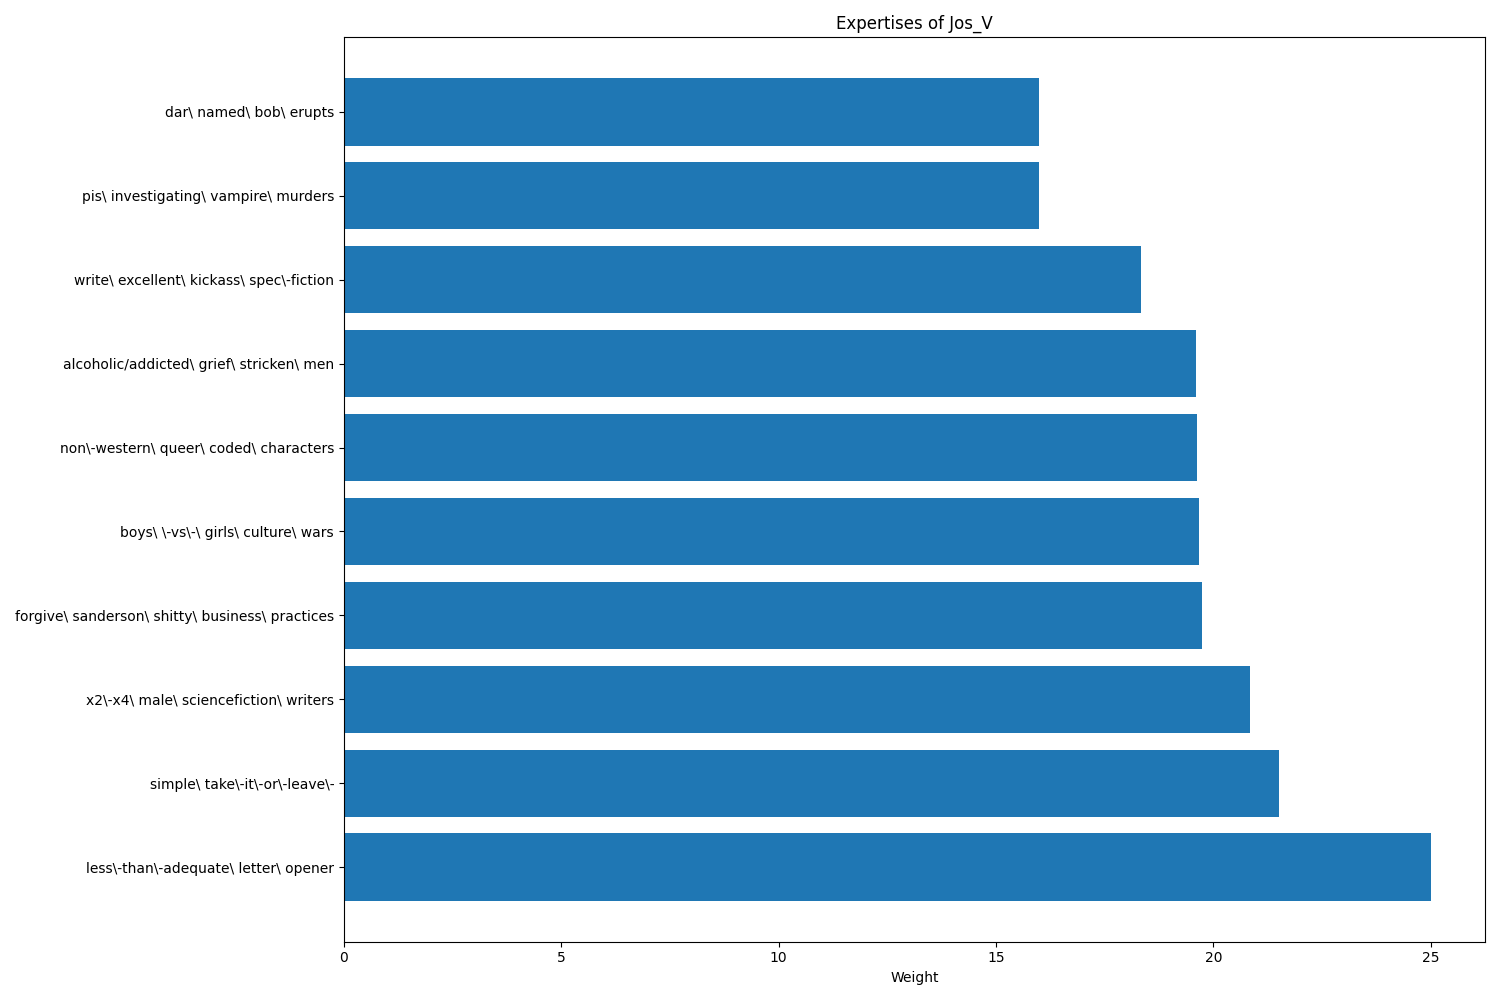 Expertises of Jos_V
dar\ named\ bob\ erupts
pis\ investigating\ vampire\ murders
write\ excellent\ kickass\ spec\-fiction
alcoholic/addicted\ grief\ stricken\ men
non\-western\ queer\ coded\ characters
boys\ \-vs\-\ girls\ culture\ wars
forgive\ sanderson\ shitty\ business\ practices
x2\-x4\ male\ sciencefiction\ writers
simple\ take\-it\-or\-leave\-
less\-than\-adequate\ letter\ opener
0 5 10 15 20 25
Weight